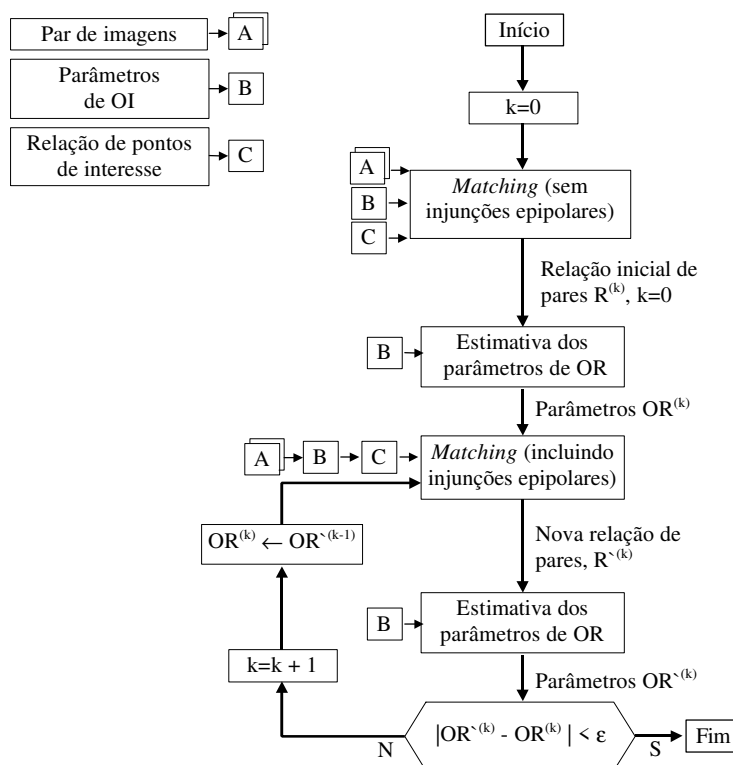 Par de imagens
A
Parâmetros
de OI
B
Relação de pontos
de interesse
C
Início
k=0
A
B
C
Matching (sem
injunções epipolares)
Relação inicial de
pares R^(k), k=0
B
Estimativa dos
parâmetros de OR
Parâmetros OR^(k)
A
B
C
Matching (incluindo
injunções epipolares)
OR^(k) ← OR`^(k-1)
Nova relação de
pares, R`^(k)
B
Estimativa dos
parâmetros de OR
k=k + 1
Parâmetros OR`^(k)
|OR`^(k) - OR^(k) | < ε
N
S
Fim